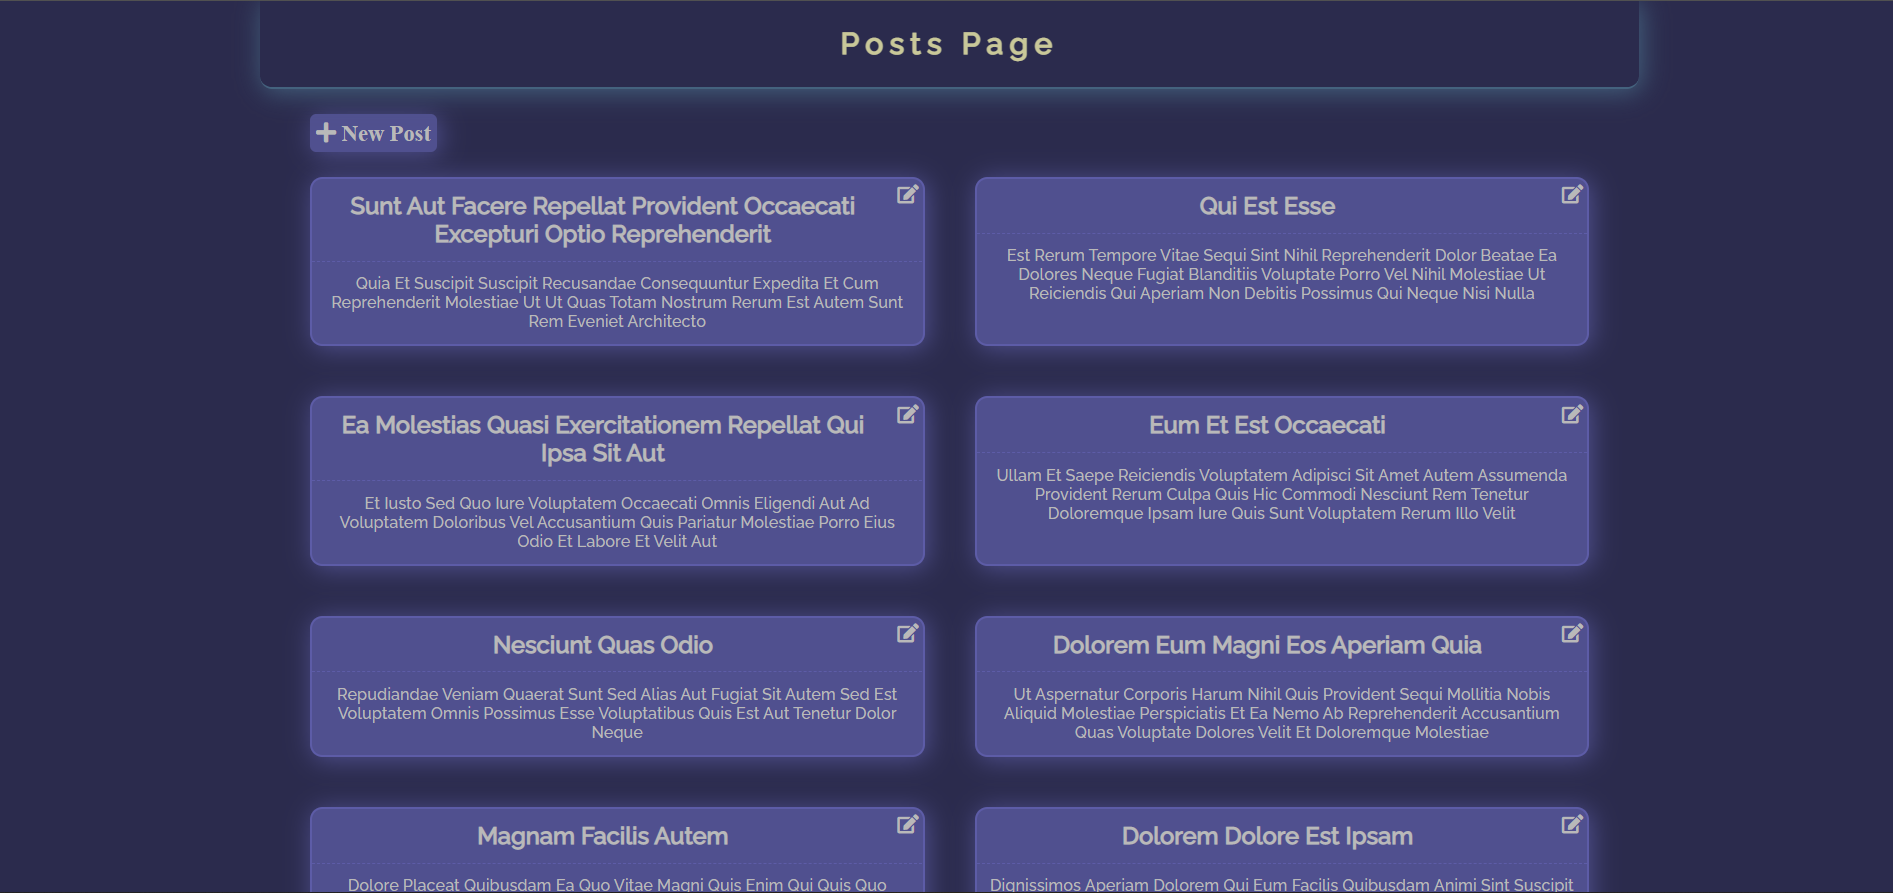 Posts Page
New Post
Sunt Aut Facere Repellat Provident Occaecati
Excepturi Optio Reprehenderit
Quia Et Suscipit Suscipit Recusandae Consequuntur Expedita Et Cum
Reprehenderit Molestiae Ut Ut Quas Totam Nostrum Rerum Est Autem Sunt
Rem Eveniet Architecto
Qui Est Esse
Est Rerum Tempore Vitae Sequi Sint Nihil Reprehenderit Dolor Beatae Ea
Dolores Neque Fugiat Blanditiis Voluptate Porro Vel Nihil Molestiae Ut
Reiciendis Qui Aperiam Non Debitis Possimus Qui Neque Nisi Nulla
Ea Molestias Quasi Exercitationem Repellat Qui
Ipsa Sit Aut
Et Iusto Sed Quo Iure Voluptatem Occaecati Omnis Eligendi Aut Ad
Voluptatem Doloribus Vel Accusantium Quis Pariatur Molestiae Porro Eius
Odio Et Labore Et Velit Aut
Eum Et Est Occaecati
Ullam Et Saepe Reiciendis Voluptatem Adipisci Sit Amet Autem Assumenda
Provident Rerum Culpa Quis Hic Commodi Nesciunt Rem Tenetur
Doloremque Ipsam Iure Quis Sunt Voluptatem Rerum Illo Velit
Nesciunt Quas Odio
Repudiandae Veniam Quaerat Sunt Sed Alias Aut Fugiat Sit Autem Sed Est
Voluptatem Omnis Possimus Esse Voluptatibus Quis Est Aut Tenetur Dolor
Neque
Dolorem Eum Magni Eos Aperiam Quia
Ut Aspernatur Corporis Harum Nihil Quis Provident Sequi Mollitia Nobis
Aliquid Molestiae Perspiciatis Et Ea Nemo Ab Reprehenderit Accusantium
Quas Voluptate Dolores Velit Et Doloremque Molestiae
Magnam Facilis Autem
Dolore Placeat Quibusdam Ea Quo Vitae Magni Quis Enim Qui Quis Quo
Dolorem Dolore Est Ipsam
Dignissimos Aperiam Dolorem Qui Eum Facilis Quibusdam Animi Sint Suscipit